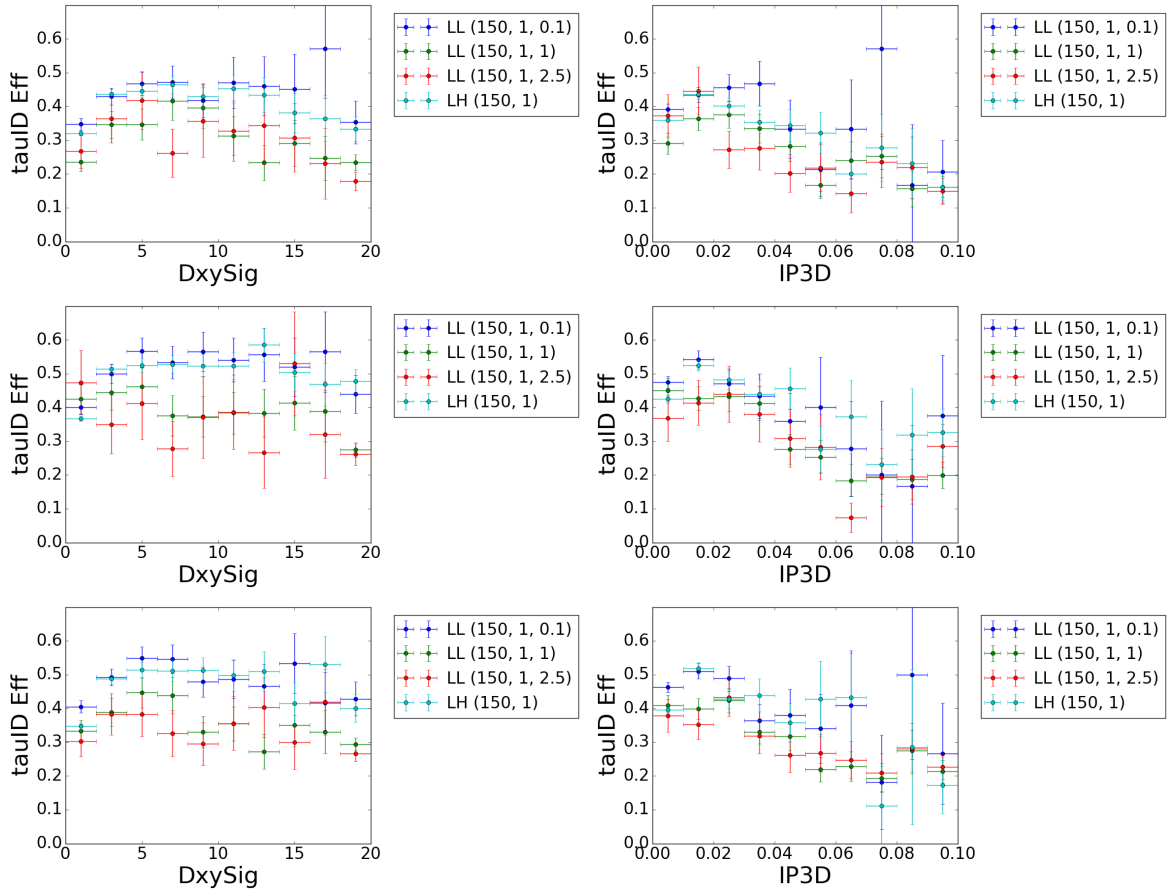 0.6
0.5
0.4
0.3
0.2
0.1
0.0
tauID Eff
0 5 10 15 20
DxySig
LL (150, 1, 0.1)
LL (150, 1, 1)
LL (150, 1, 2.5)
LH (150, 1)
0.6
0.5
0.4
0.3
0.2
0.1
0.0
tauID Eff
0.00 0.02 0.04 0.06 0.08 0.10
IP3D
LL (150, 1, 0.1)
LL (150, 1, 1)
LL (150, 1, 2.5)
LH (150, 1)
0.6
0.5
0.4
0.3
0.2
0.1
0.0
tauID Eff
0 5 10 15 20
DxySig
LL (150, 1, 0.1)
LL (150, 1, 1)
LL (150, 1, 2.5)
LH (150, 1)
0.6
0.5
0.4
0.3
0.2
0.1
0.0
tauID Eff
0.00 0.02 0.04 0.06 0.08 0.10
IP3D
LL (150, 1, 0.1)
LL (150, 1, 1)
LL (150, 1, 2.5)
LH (150, 1)
0.6
0.5
0.4
0.3
0.2
0.1
0.0
tauID Eff
0 5 10 15 20
DxySig
LL (150, 1, 0.1)
LL (150, 1, 1)
LL (150, 1, 2.5)
LH (150, 1)
0.6
0.5
0.4
0.3
0.2
0.1
0.0
tauID Eff
0.00 0.02 0.04 0.06 0.08 0.10
IP3D
LL (150, 1, 0.1)
LL (150, 1, 1)
LL (150, 1, 2.5)
LH (150, 1)